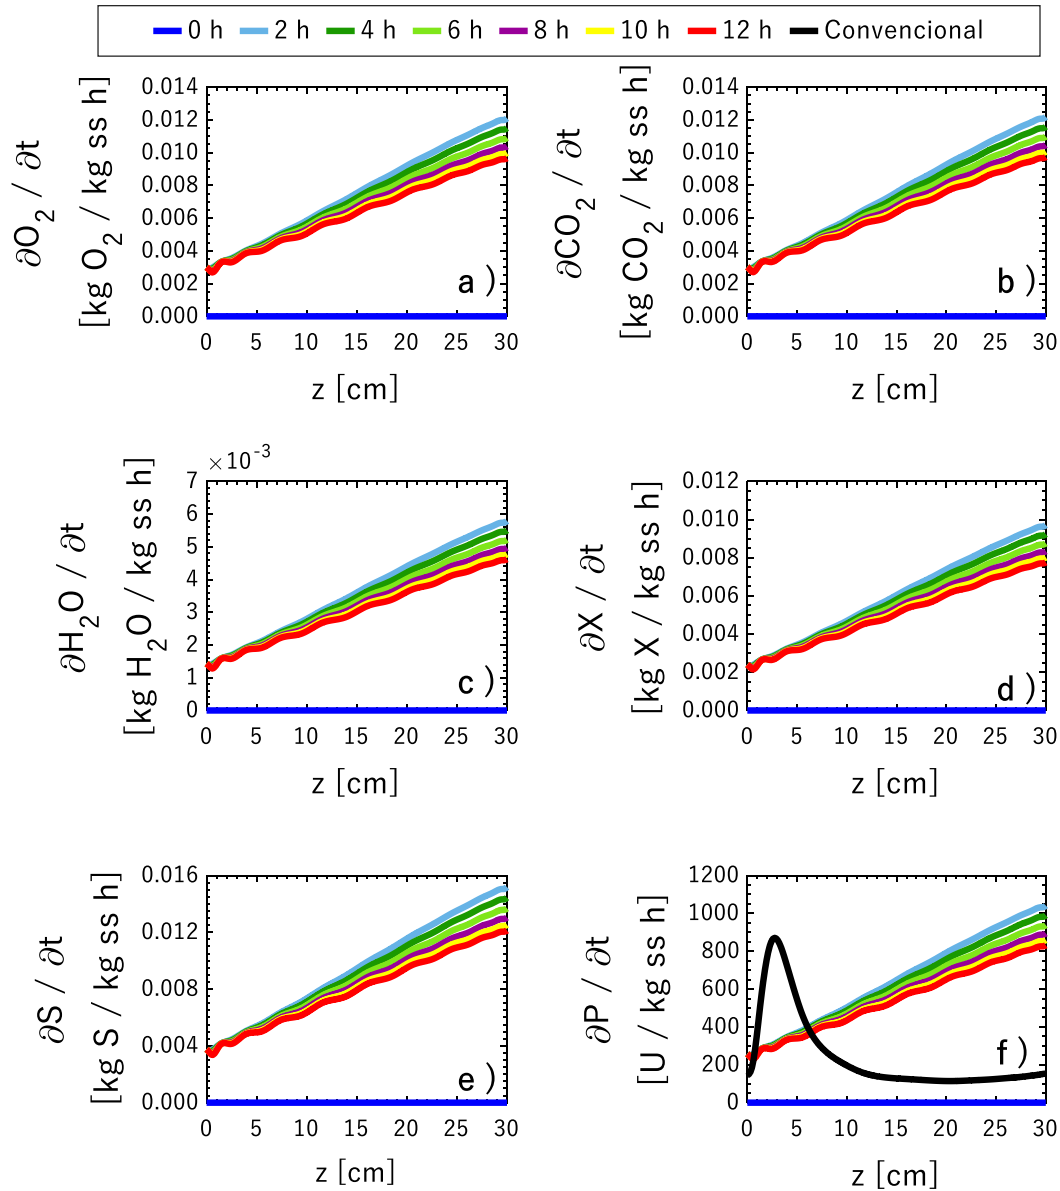 0 h 2 h 4 h 6 h 8 h 10 h 12 h Convencional
∂O2 / ∂t
[kg O2 / kg ss h]
0.014
0.012
0.010
0.008
0.006
0.004
0.002
0.000
a )
0 5 10 15 20 25 30
z [cm]
∂CO2 / ∂t
[kg CO2 / kg ss h]
0.014
0.012
0.010
0.008
0.006
0.004
0.002
0.000
b )
0 5 10 15 20 25 30
z [cm]
∂H2O / ∂t
[kg H2O / kg ss h]
×10-3
7
6
5
4
3
2
1
0
c )
0 5 10 15 20 25 30
z [cm]
∂X / ∂t
[kg X / kg ss h]
0.012
0.010
0.008
0.006
0.004
0.002
0.000
d )
0 5 10 15 20 25 30
z [cm]
∂S / ∂t
[kg S / kg ss h]
0.016
0.012
0.008
0.004
0.000
e )
0 5 10 15 20 25 30
z [cm]
∂P / ∂t
[U / kg ss h]
1200
1000
800
600
400
200
0
f )
0 5 10 15 20 25 30
z [cm]